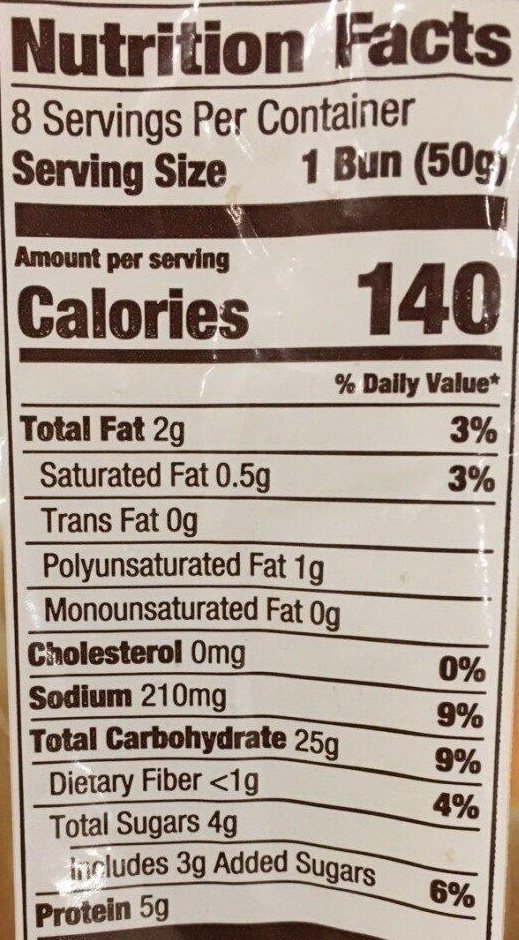 Nutrition Facts
8 Servings Per Container
Serving Size 1 Bun (50g)
Amount per serving
Calories 140
% Daily Value*
Total Fat 2g 3%
Saturated Fat 0.5g 3%
Trans Fat 0g
Polyunsaturated Fat 1g
Monounsaturated Fat 0g
Cholesterol 0mg 0%
Sodium 210mg 9%
Total Carbohydrate 25g 9%
Dietary Fiber <1g 4%
Total Sugars 4g
Includes 3g Added Sugars 6%
Protein 5g